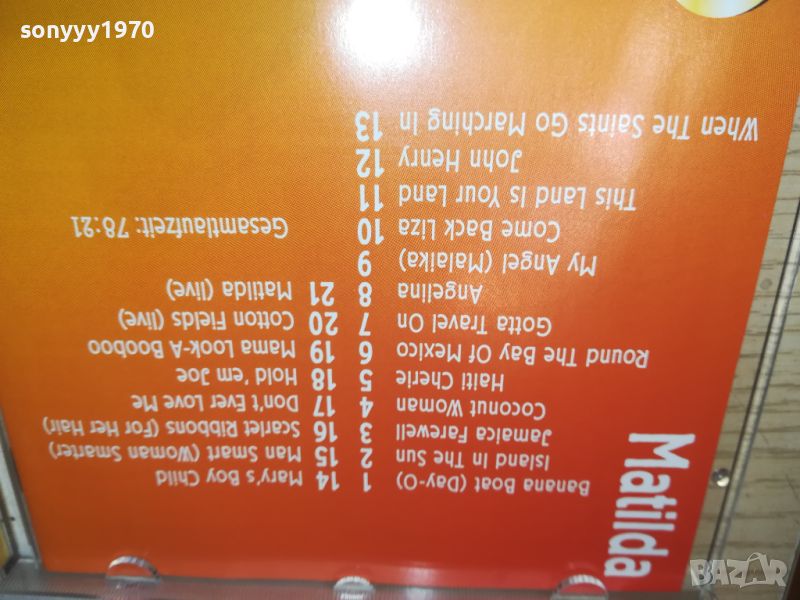 sonyyy1970
Matilda
Banana Boat (Day-O) 1
Island In The Sun 2
Jamaica Farewell 3
Coconut Woman 4
Haiti Cherie 5
Round The Bay Of Mexico 6
Gotta Travel On 7
Angelina 8
My Angel (Malaika) 9
Come Back Liza 10
This Land Is Your Land 11
John Henry 12
When The Saints Go Marching In 13
14 Mary's Boy Child
15 Man Smart (Woman Smarter)
16 Scarlet Ribbons (For Her Hair)
17 Don't Ever Love Me
18 Hold 'em Joe
19 Mama Look-A Booboo
20 Cotton Fields (live)
21 Matilda (live)
Gesamtlaufzeit: 78:21
BAZAR